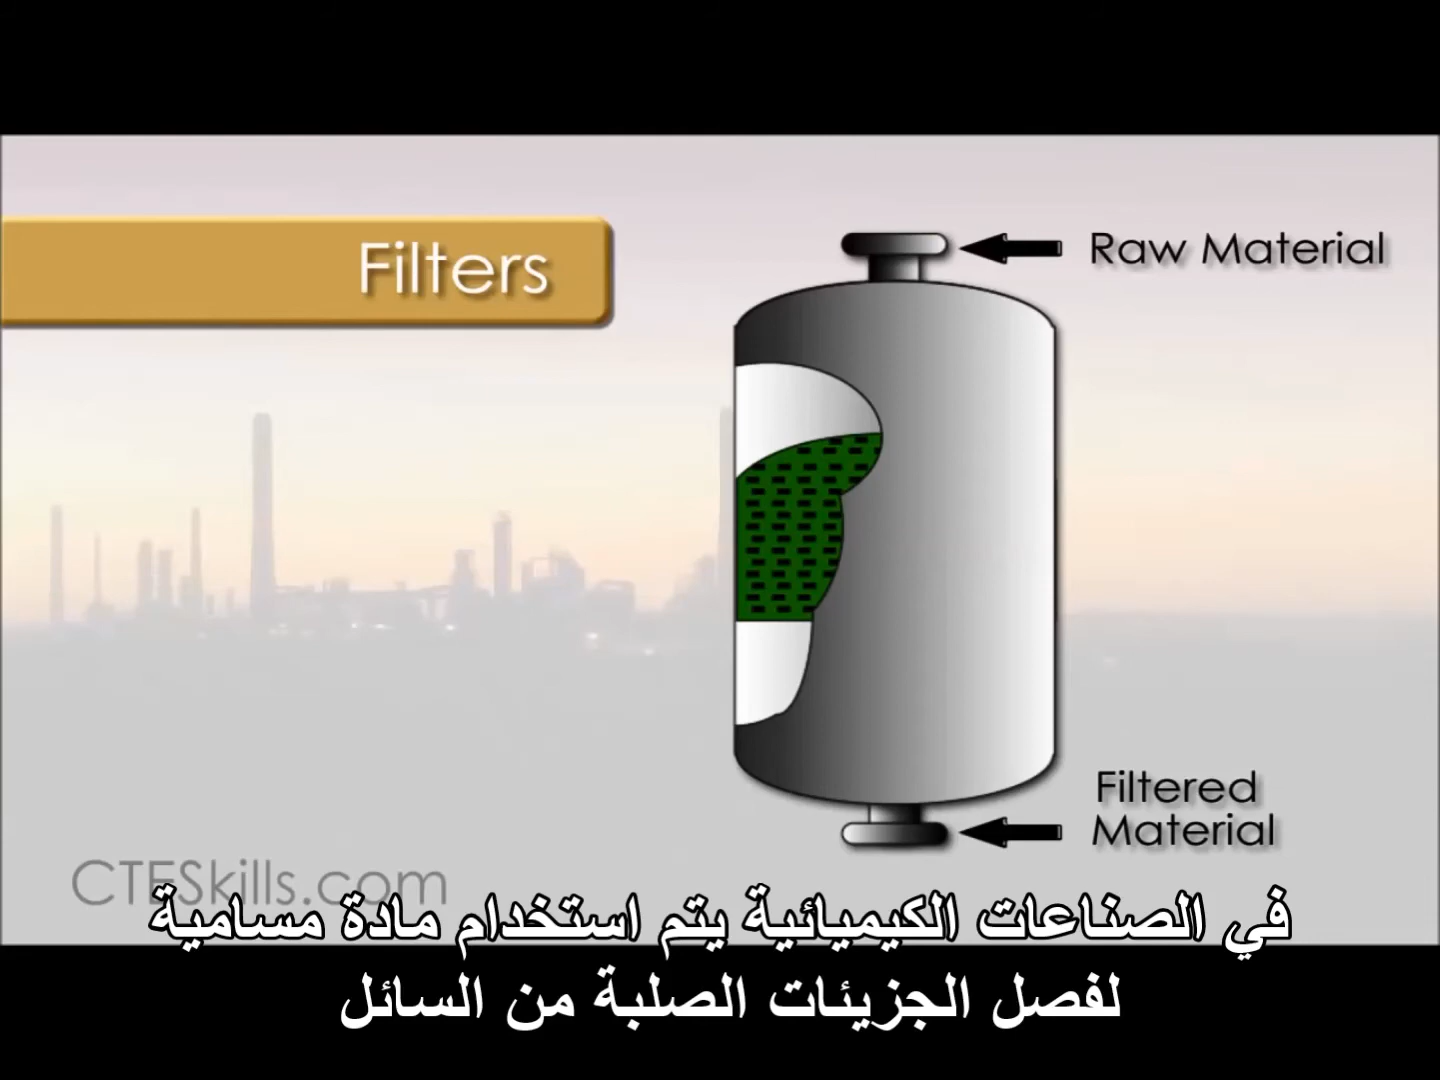 Filters
Raw Material
Filtered
Material
CTESkills.com
في الصناعات الكيميائية يتم استخدام مادة مسامية
لفصل الجزيئات الصلبة من السائل